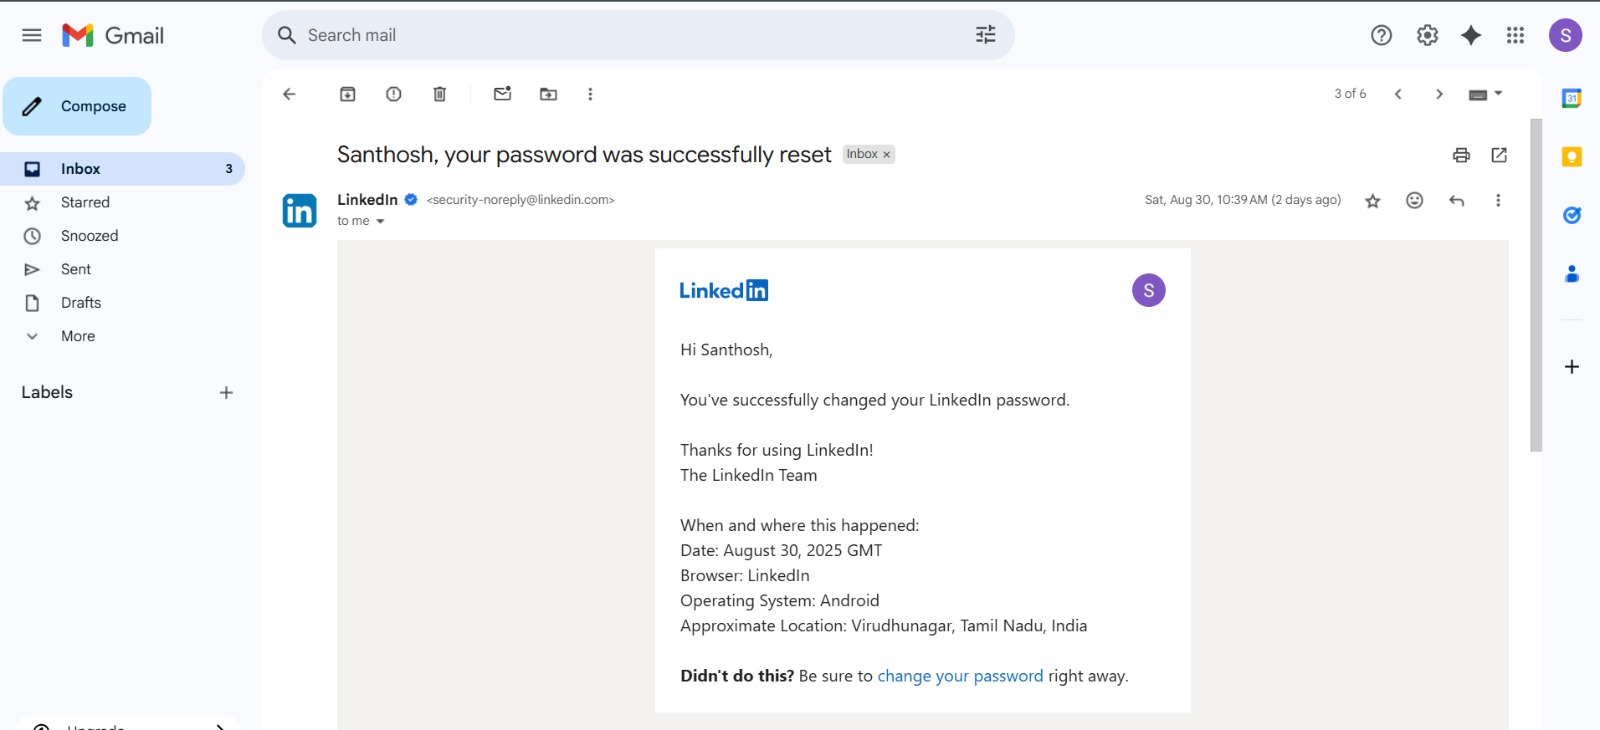 Gmail
Search mail
S
Compose
3 of 6
Inbox 3
Starred
Snoozed
Sent
Drafts
More
Labels
Santhosh, your password was successfully reset Inbox ×
LinkedIn <security-noreply@linkedin.com>
Sat, Aug 30, 10:39 AM (2 days ago)
to me
in
31
LinkedIn
S
Hi Santhosh,
You've successfully changed your LinkedIn password.
Thanks for using LinkedIn!
The LinkedIn Team
When and where this happened:
Date: August 30, 2025 GMT
Browser: LinkedIn
Operating System: Android
Approximate Location: Virudhunagar, Tamil Nadu, India
Didn't do this? Be sure to change your password right away.
Upgrade